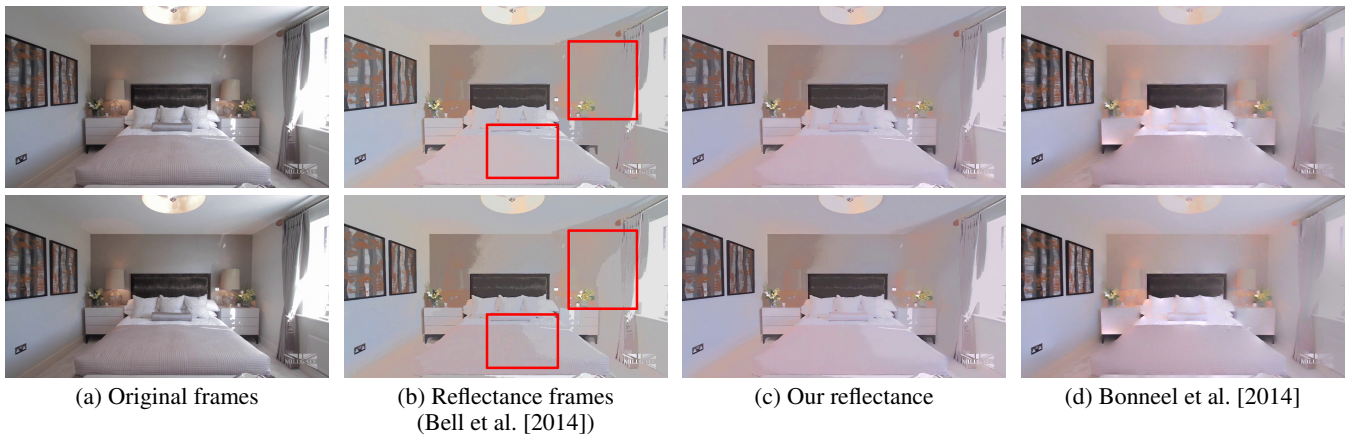 (a) Original frames
(b) Reflectance frames
(Bell et al. [2014])
(c) Our reflectance
(d) Bonneel et al. [2014]